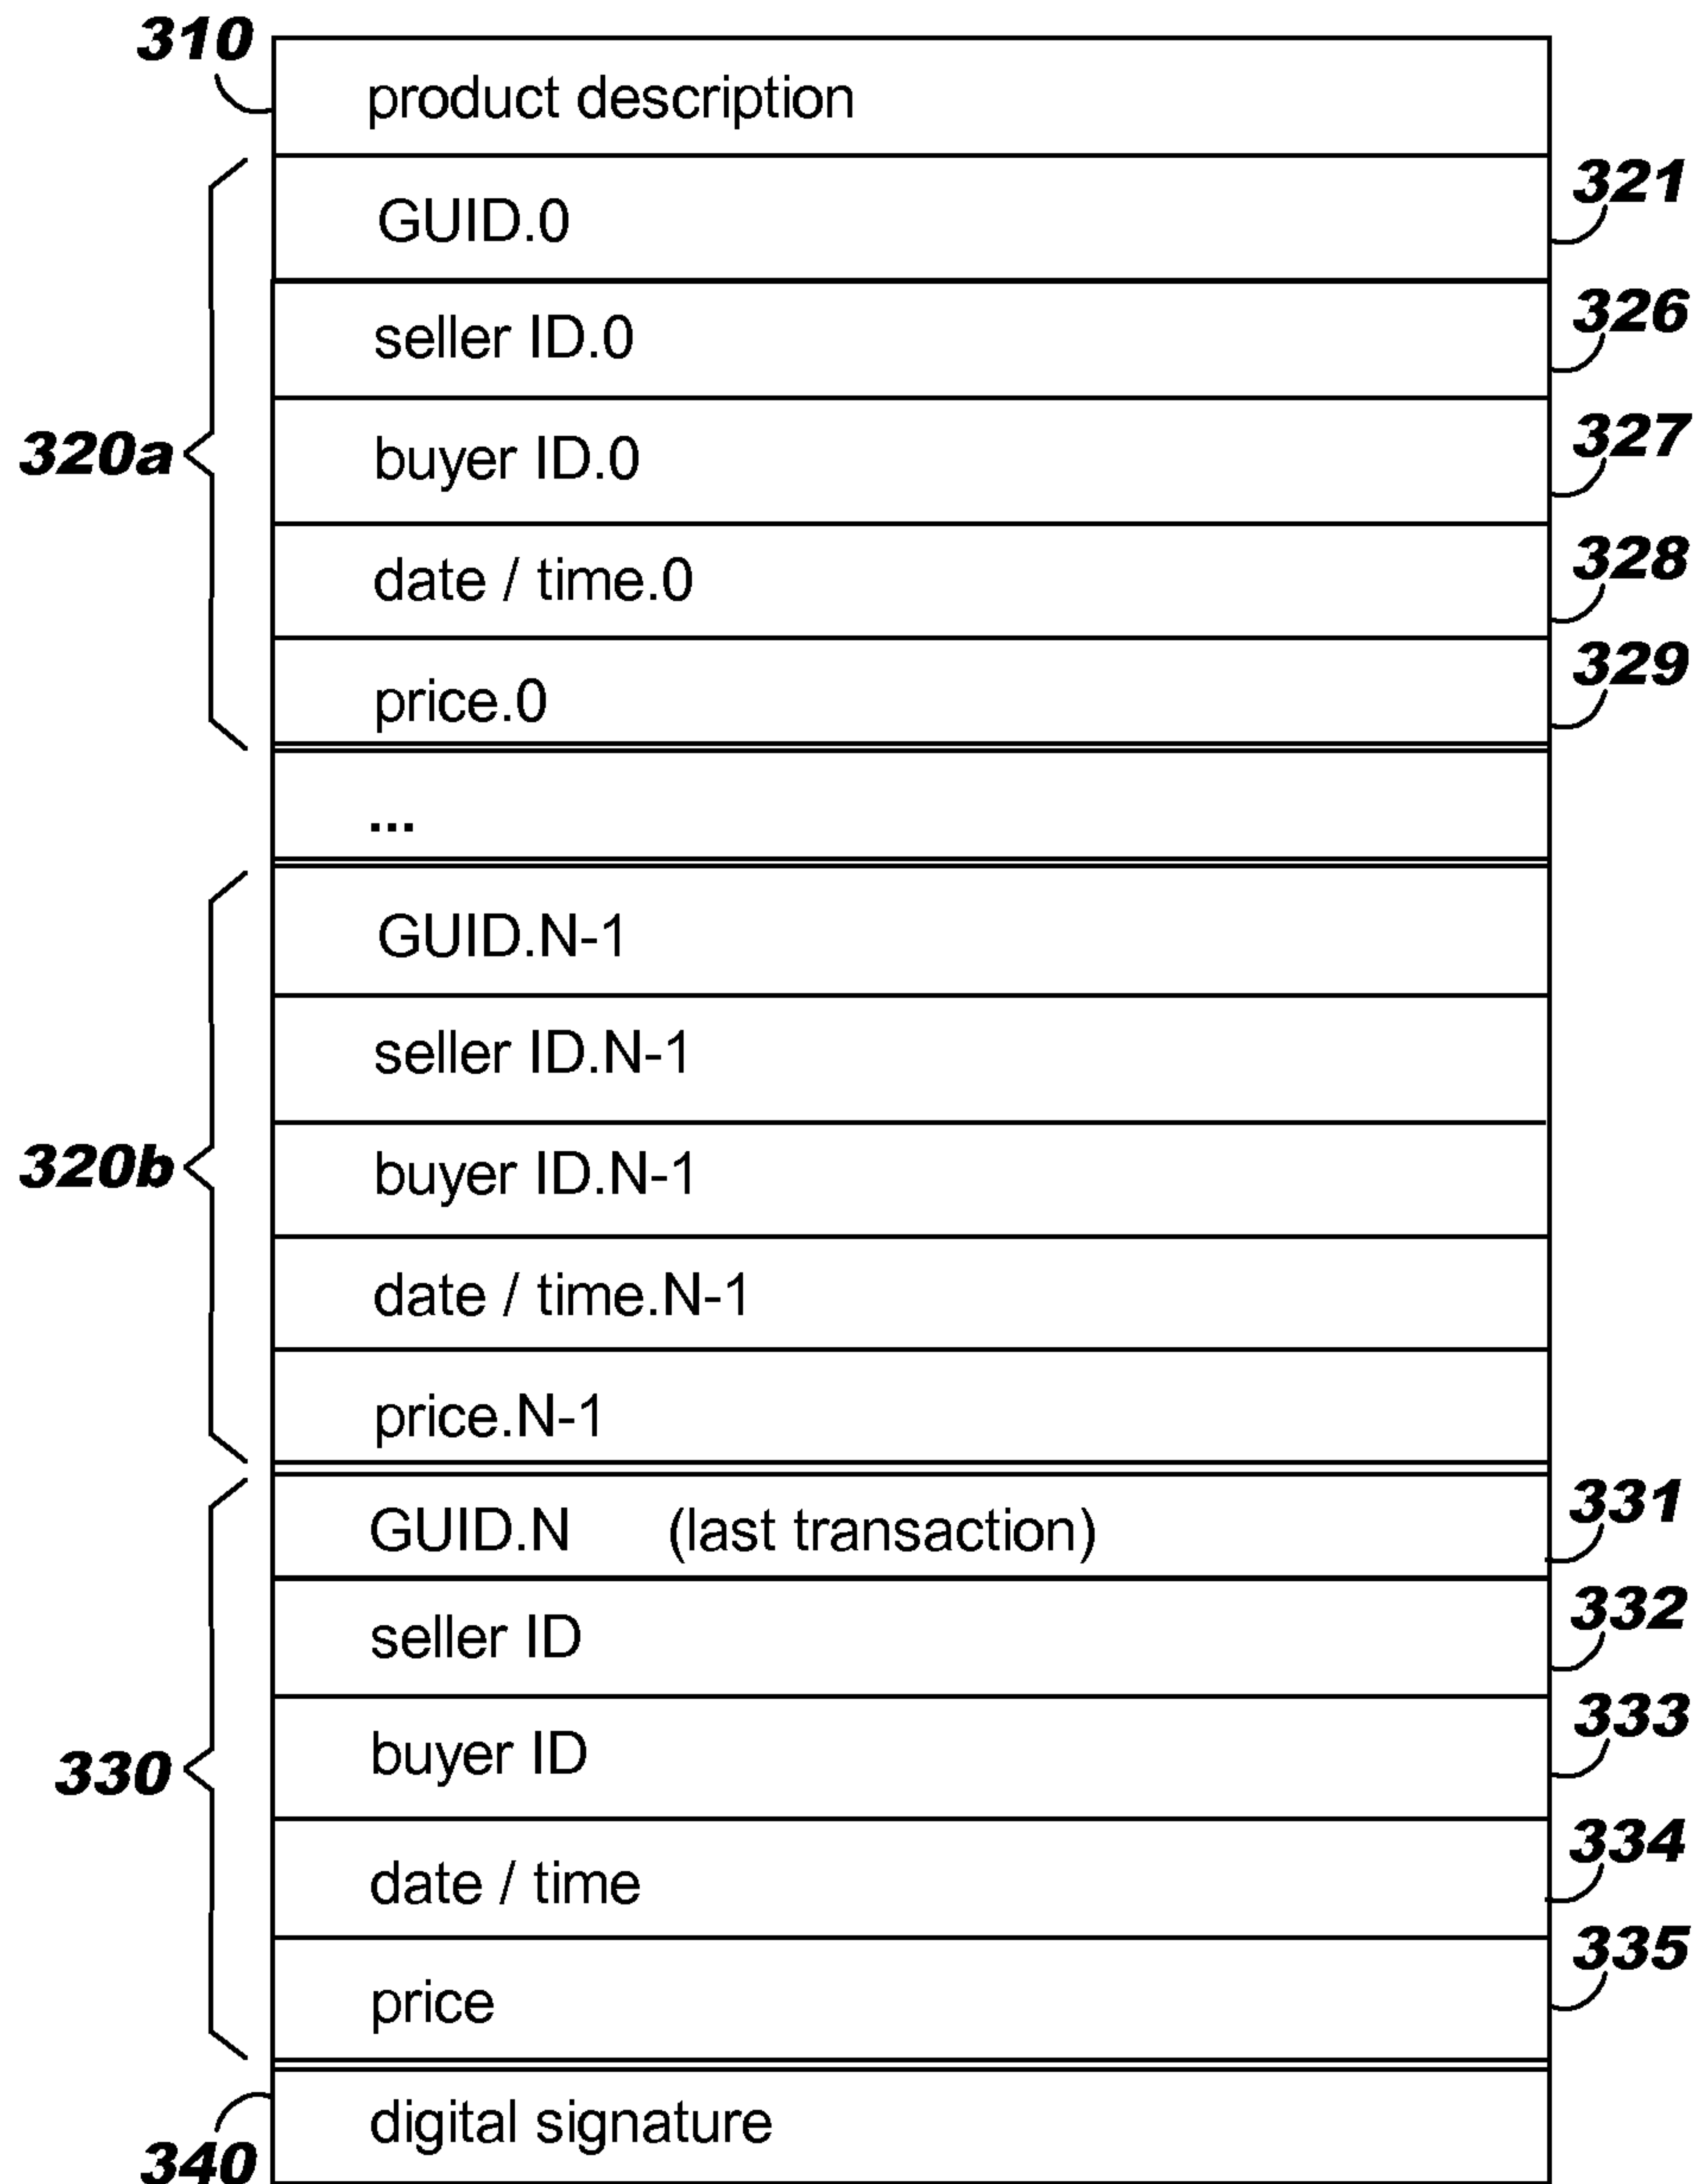 310
product description
GUID.0
321
seller ID.0
326
320a
buyer ID.0
327
date / time.0
328
price.0
329
...
GUID.N-1
seller ID.N-1
320b
buyer ID.N-1
date / time.N-1
price.N-1
GUID.N (last transaction)
331
seller ID
332
330
buyer ID
333
date / time
334
price
335
digital signature
340